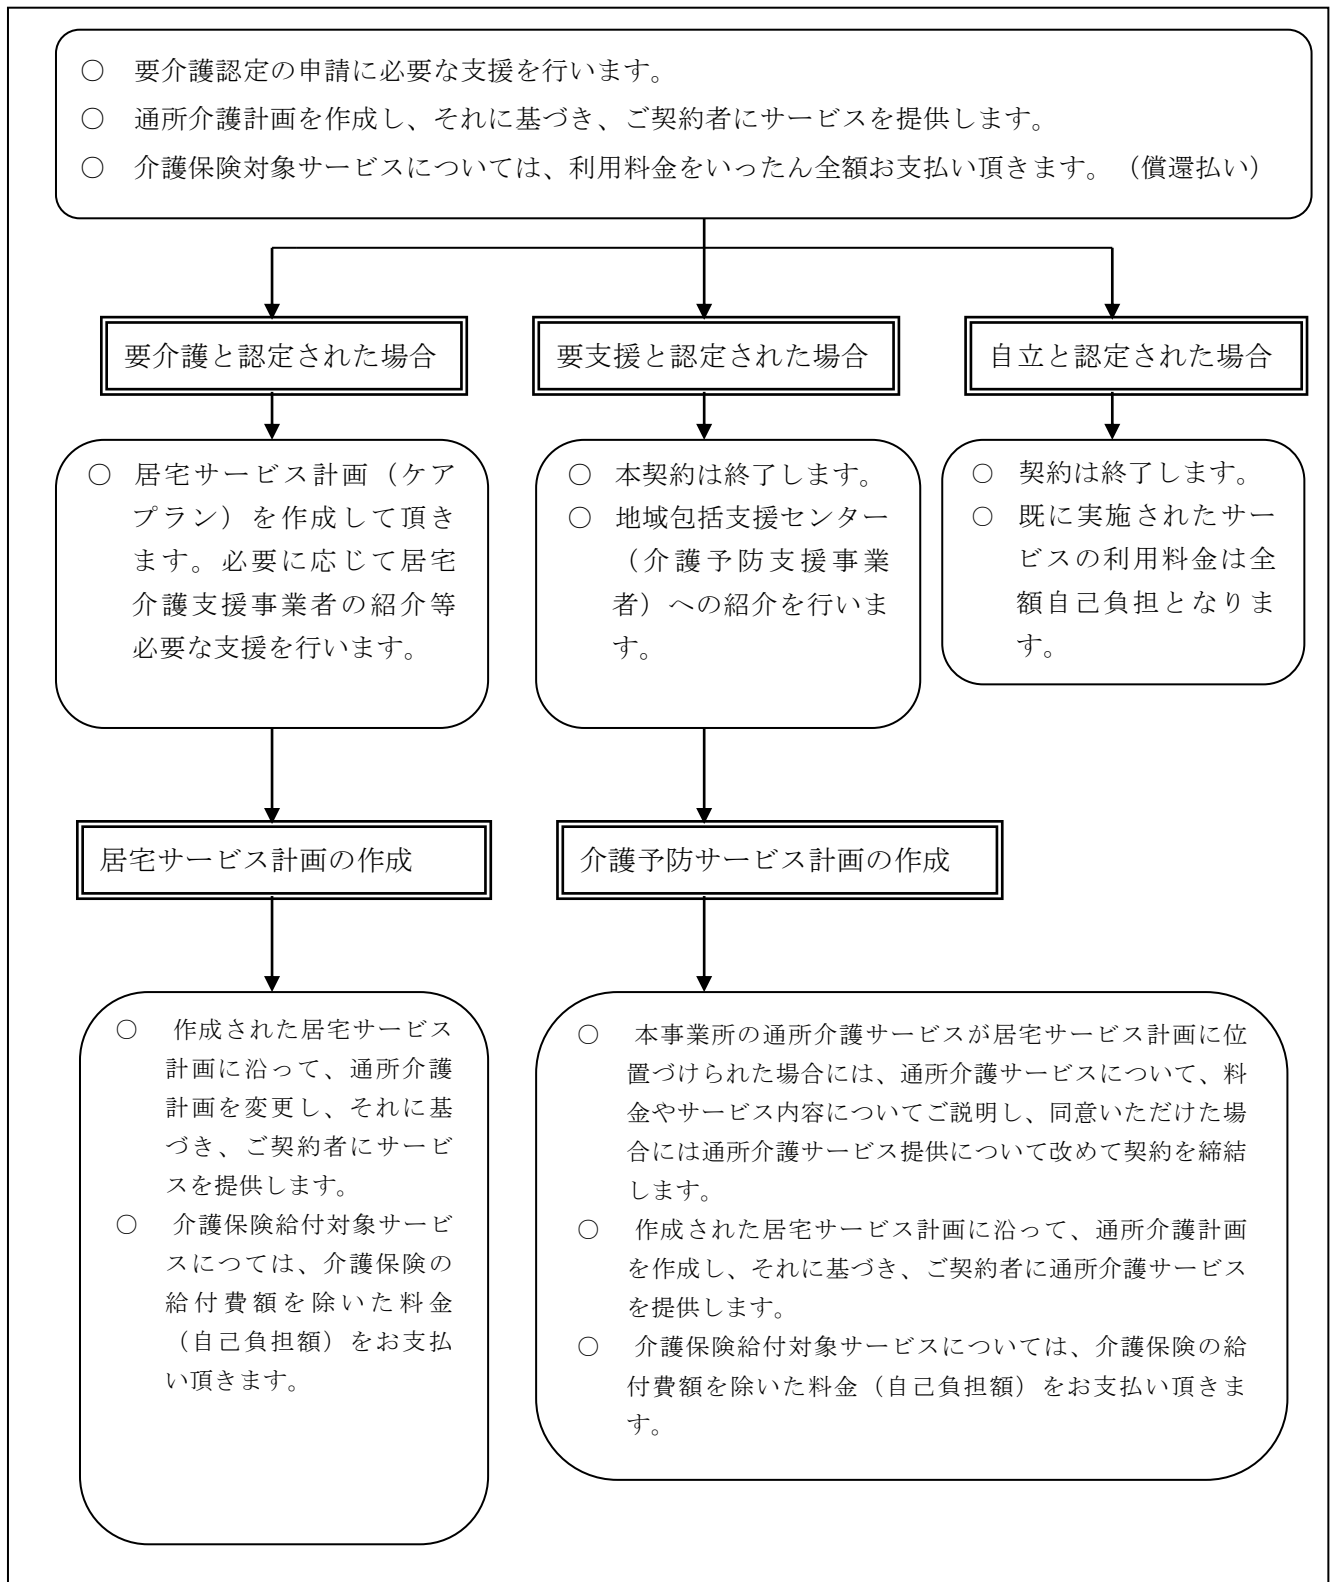 ○　要介護認定の申請に必要な支援を行います。
○　通所介護計画を作成し、それに基づき、ご契約者にサービスを提供します。
○　介護保険対象サービスについては、利用料金をいったん全額お支払い頂きます。（償還払い）
要介護と認定された場合
要支援と認定された場合
自立と認定された場合
○ 居宅サービス計画（ケア
プラン）を作成して頂き
ます。必要に応じて居宅
介護支援事業者の紹介等
必要な支援を行います。
○ 本契約は終了します。
○ 地域包括支援センター
（介護予防支援事業
者）への紹介を行いま
す。
○ 契約は終了します。
○ 既に実施されたサー
ビスの利用料金は全
額自己負担となりま
す。
居宅サービス計画の作成
介護予防サービス計画の作成
○　作成された居宅サービス
計画に沿って、通所介護
計画を変更し、それに基
づき、ご契約者にサービ
スを提供します。
○　介護保険給付対象サービ
スにつては、介護保険の
給付費額を除いた料金
（自己負担額）をお支払
い頂きます。
○　本事業所の通所介護サービスが居宅サービス計画に位
置づけられた場合には、通所介護サービスについて、料
金やサービス内容についてご説明し、同意いただけた場
合には通所介護サービス提供について改めて契約を締結
します。
○　作成された居宅サービス計画に沿って、通所介護計画
を作成し、それに基づき、ご契約者に通所介護サービス
を提供します。
○　介護保険給付対象サービスについては、介護保険の給
付費額を除いた料金（自己負担額）をお支払い頂きま
す。